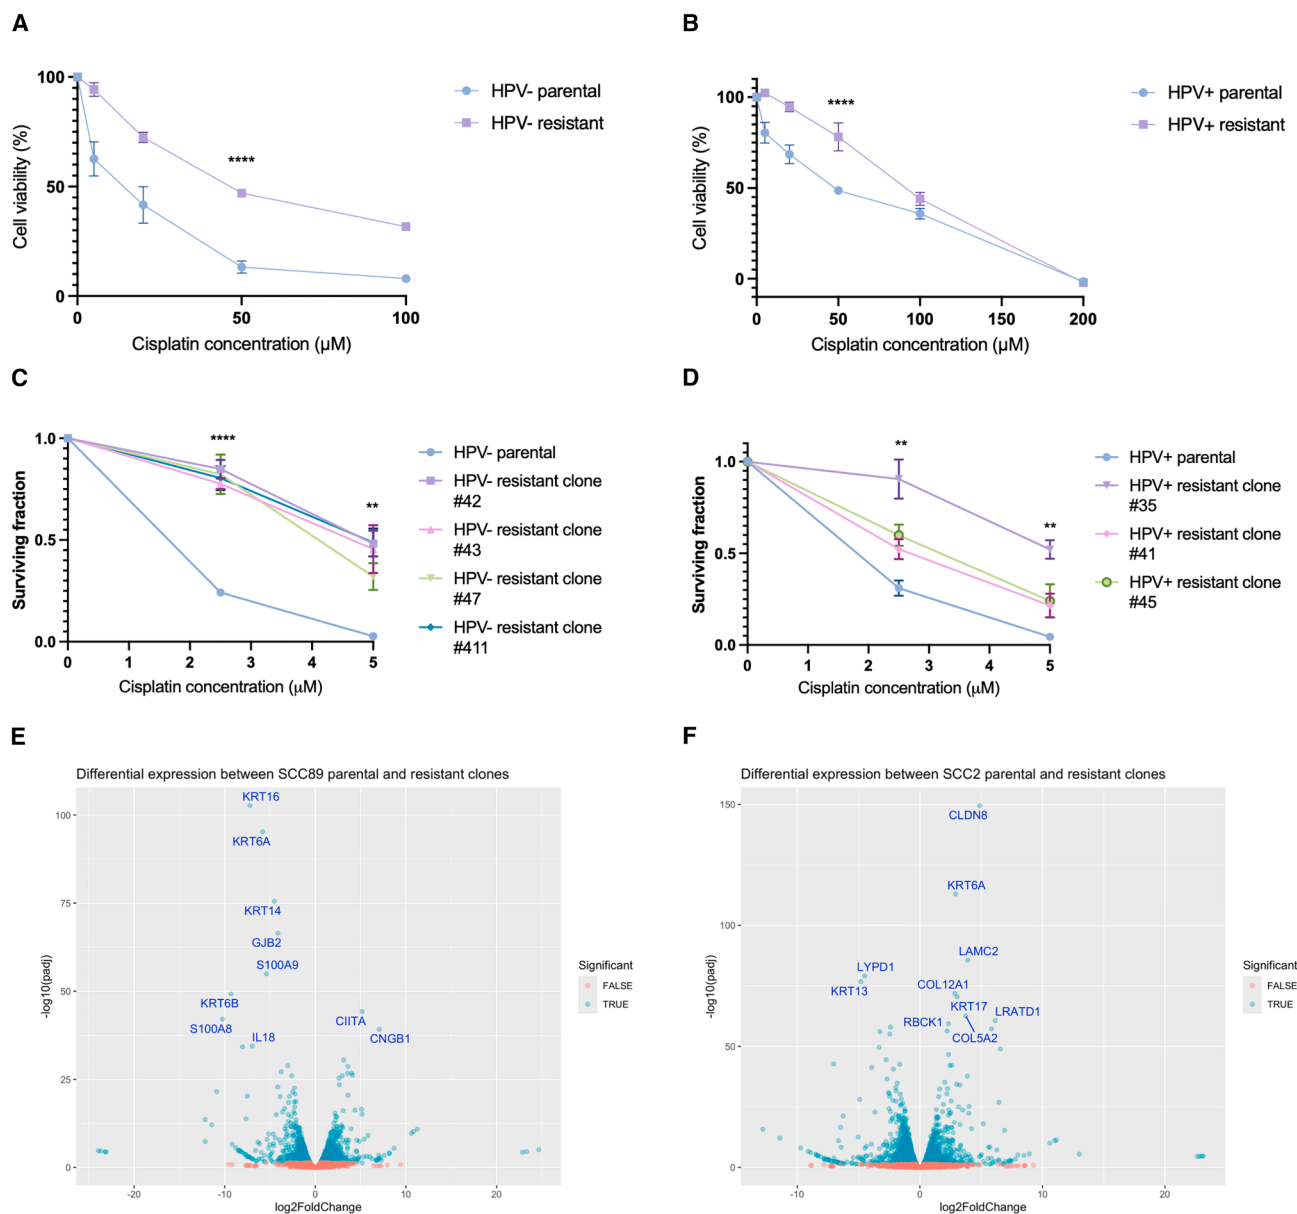 A
B
100
50
0
Cell viability (%)
0
50
100
Cisplatin concentration (µM)
****
HPV- parental
HPV- resistant
100
50
0
Cell viability (%)
0
50
100
150
200
Cisplatin concentration (µM)
****
HPV+ parental
HPV+ resistant
C
D
1.0
0.5
0.0
Surviving fraction
0
1
2
3
4
5
Cisplatin concentration (µM)
****
**
HPV- parental
HPV- resistant clone
#42
HPV- resistant clone
#43
HPV- resistant clone
#47
HPV- resistant clone
#411
1.0
0.5
0.0
Surviving fraction
0
1
2
3
4
5
Cisplatin concentration (µM)
**
**
HPV+ parental
HPV+ resistant clone
#35
HPV+ resistant clone
#41
HPV+ resistant clone
#45
E
F
Differential expression between SCC89 parental and resistant clones
100
75
50
25
0
-log10(padj)
-20
-10
0
10
20
log2FoldChange
KRT16
KRT6A
KRT14
GJB2
S100A9
KRT6B
S100A8
IL18
CIITA
CNGB1
Significant
FALSE
TRUE
Differential expression between SCC2 parental and resistant clones
150
100
50
0
-log10(padj)
-10
0
10
20
log2FoldChange
CLDN8
KRT6A
LAMC2
LYPD1
KRT13
COL12A1
KRT17
LRATD1
RBCK1
COL5A2
Significant
FALSE
TRUE